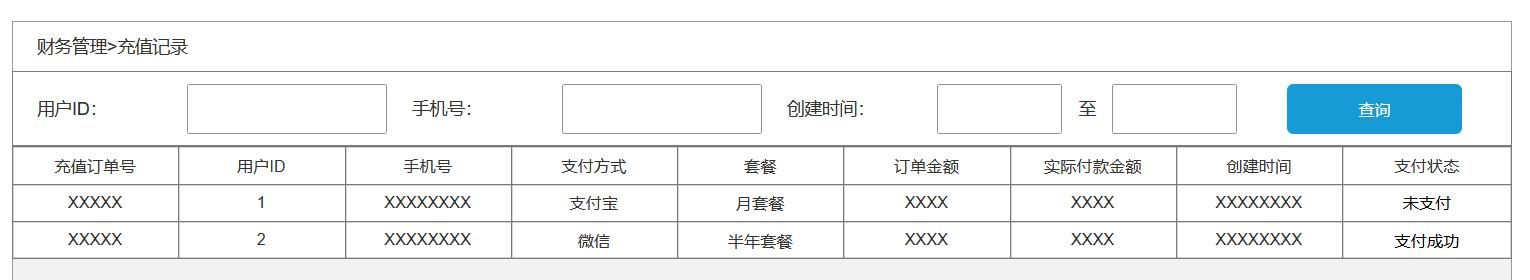 财务管理>充值记录
用户ID： 手机号： 创建时间： 至 查询
充值订单号 用户ID 手机号 支付方式 套餐 订单金额 实际付款金额 创建时间 支付状态
XXXXX 1 XXXXXXXX 支付宝 月套餐 XXXX XXXX XXXXXXXX 未支付
XXXXX 2 XXXXXXXX 微信 半年套餐 XXXX XXXX XXXXXXXX 支付成功